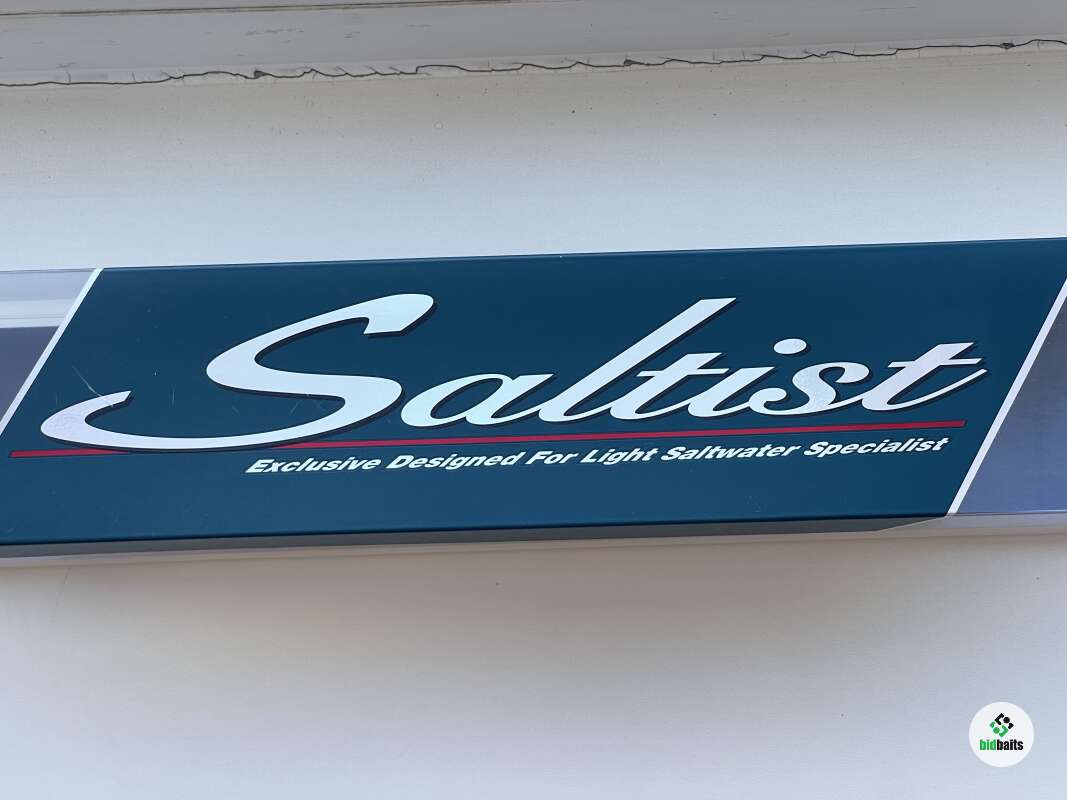 Saltist
Exclusive Designed For Light Saltwater Specialist
bidbaits